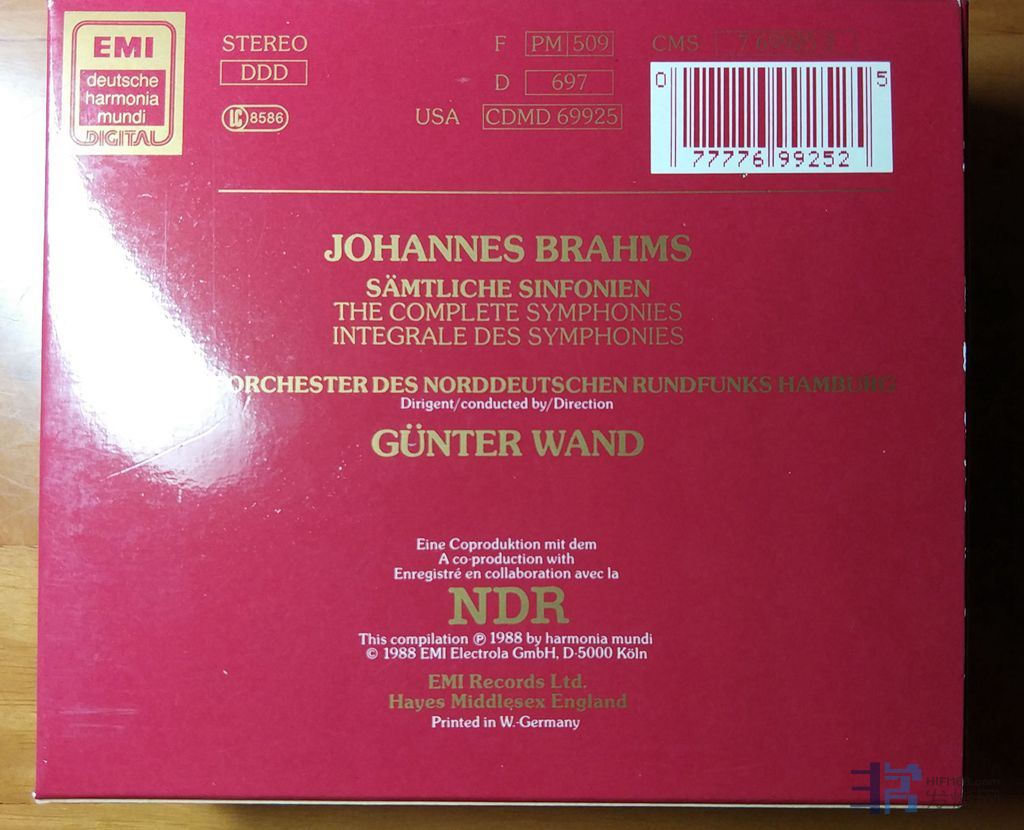 EMI
deutsche
harmonia
mundi
DIGITAL
STEREO
DDD
LC 8586
F PM 509
D 697
USA CDMD 69925
CMS
0 77776 99252 5
JOHANNES BRAHMS
SÄMTLICHE SINFONIEN
THE COMPLETE SYMPHONIES
INTEGRALE DES SYMPHONIES
ORCHESTER DES NORDDEUTSCHEN RUNDFUNKS HAMBURG
Dirigent/conducted by/Direction
GÜNTER WAND
Eine Coproduktion mit dem
A co-production with
Enregistré en collaboration avec la
NDR
This compilation ℗ 1988 by harmonia mundi
© 1988 EMI Electrola GmbH, D-5000 Köln
EMI Records Ltd.
Hayes Middlesex England
Printed in W.-Germany